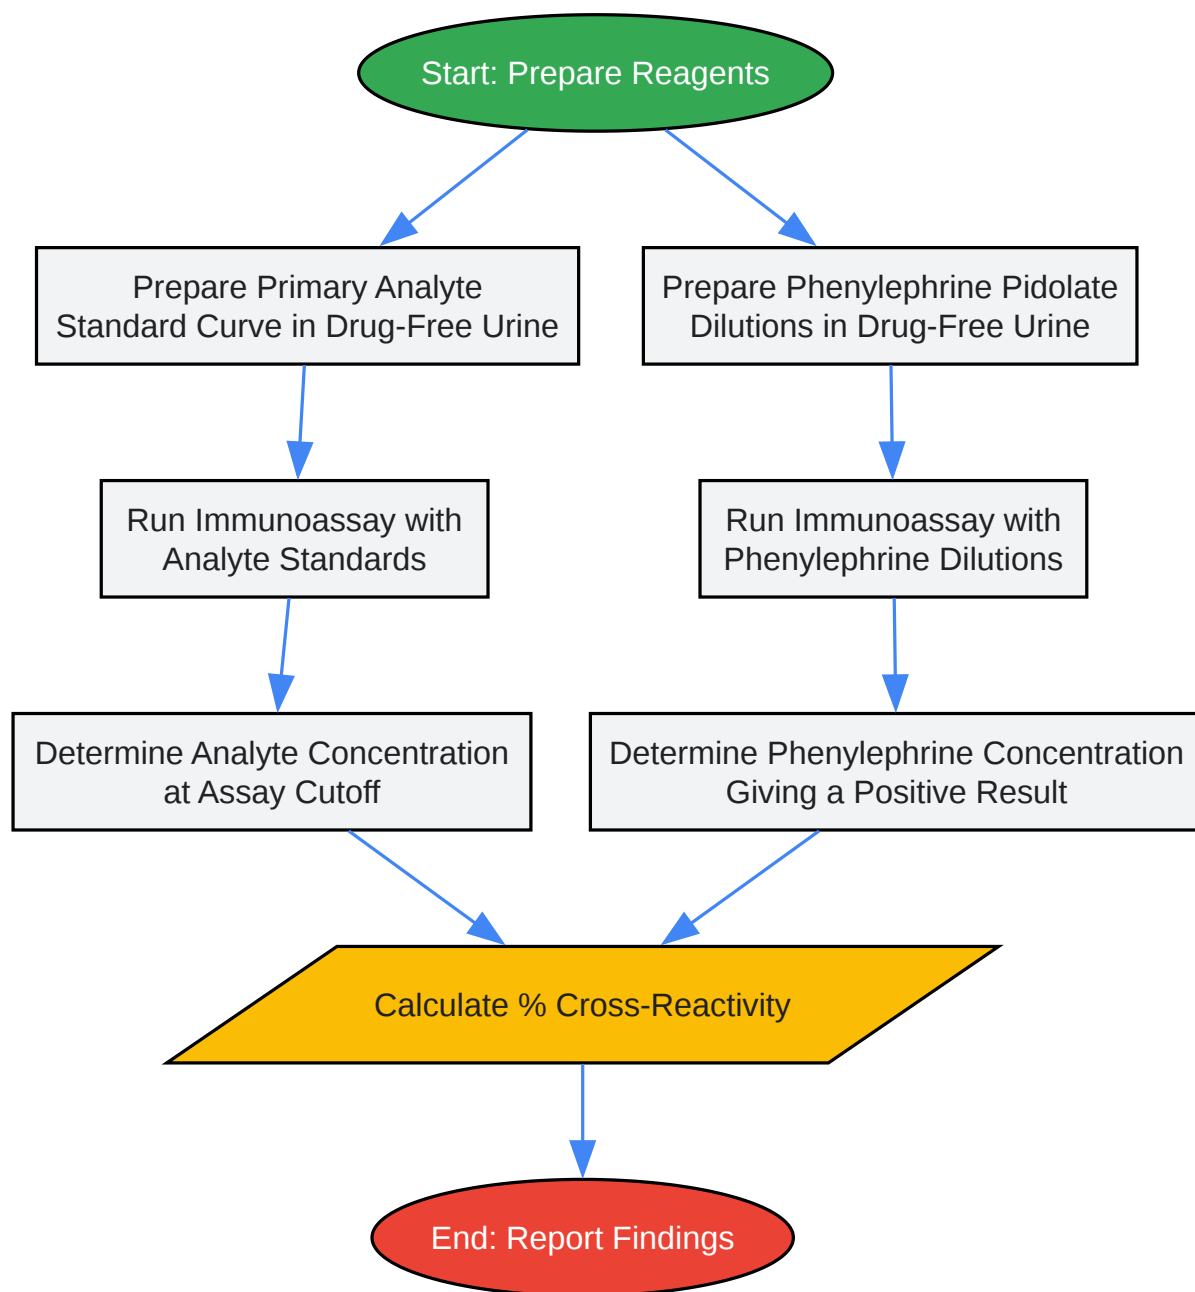 Start: Prepare Reagents
Prepare Primary Analyte
Standard Curve in Drug-Free Urine
Prepare Phenylephrine Pidolate
Dilutions in Drug-Free Urine
Run Immunoassay with
Analyte Standards
Run Immunoassay with
Phenylephrine Dilutions
Determine Analyte Concentration
at Assay Cutoff
Determine Phenylephrine Concentration
Giving a Positive Result
Calculate % Cross-Reactivity
End: Report Findings